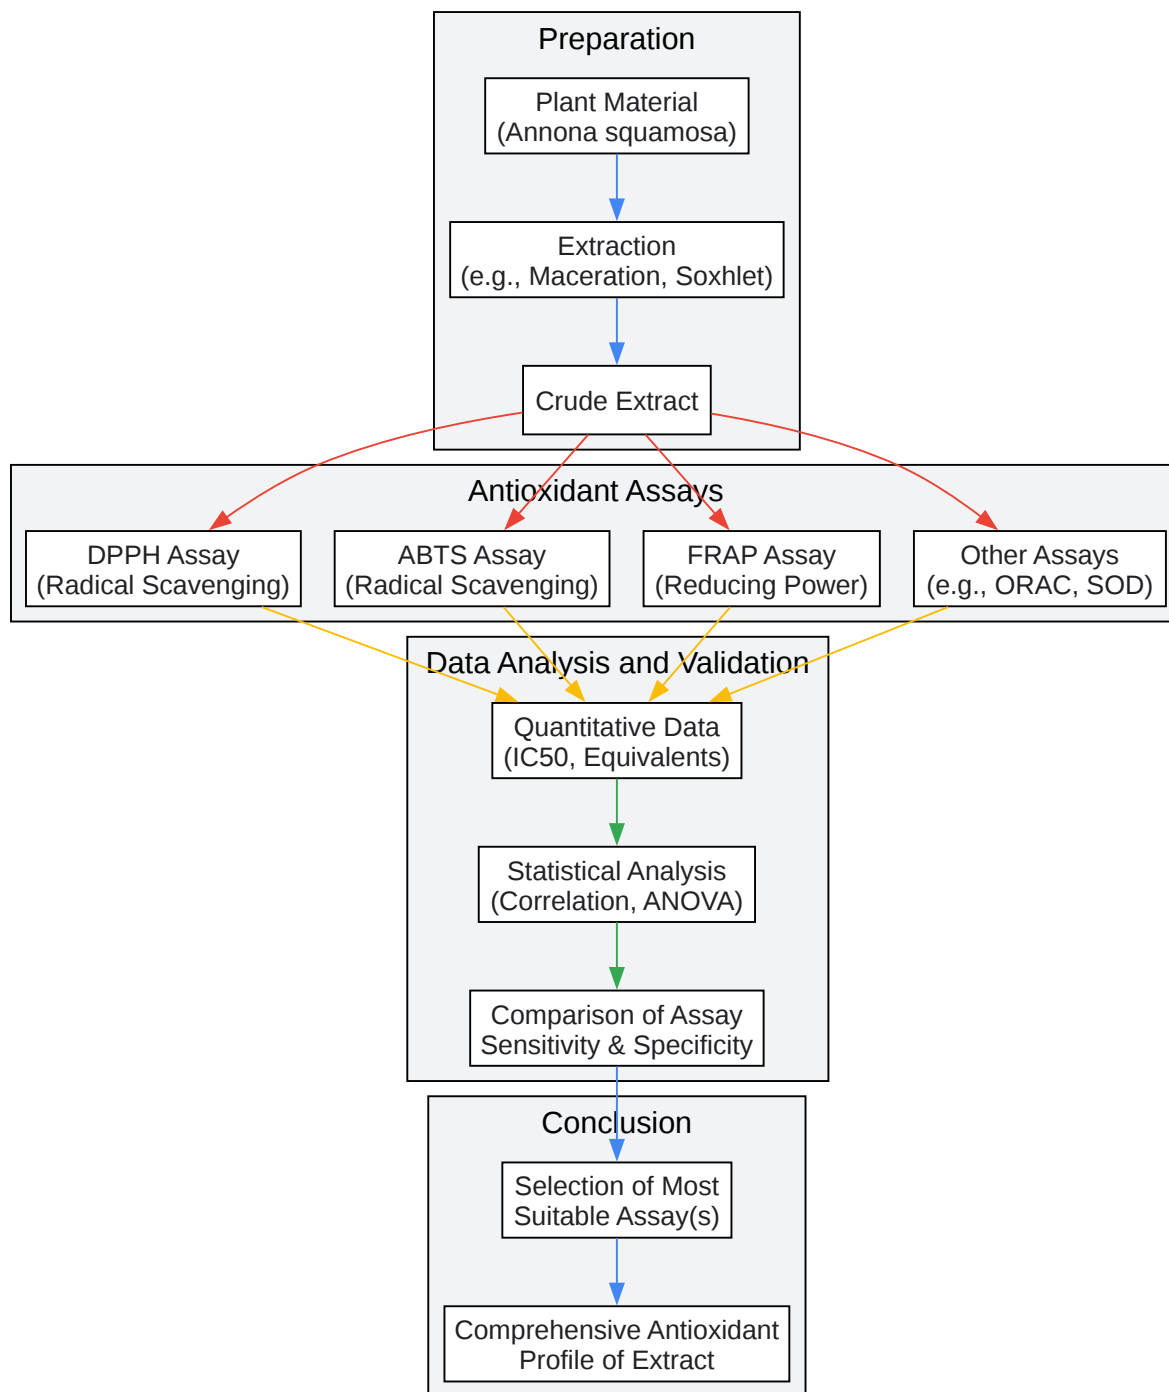 Preparation
Plant Material
(Annona squamosa)
Extraction
(e.g., Maceration, Soxhlet)
Crude Extract
Antioxidant Assays
DPPH Assay
(Radical Scavenging)
ABTS Assay
(Radical Scavenging)
FRAP Assay
(Reducing Power)
Other Assays
(e.g., ORAC, SOD)
Data Analysis and Validation
Quantitative Data
(IC50, Equivalents)
Statistical Analysis
(Correlation, ANOVA)
Comparison of Assay
Sensitivity & Specificity
Conclusion
Selection of Most
Suitable Assay(s)
Comprehensive Antioxidant
Profile of Extract